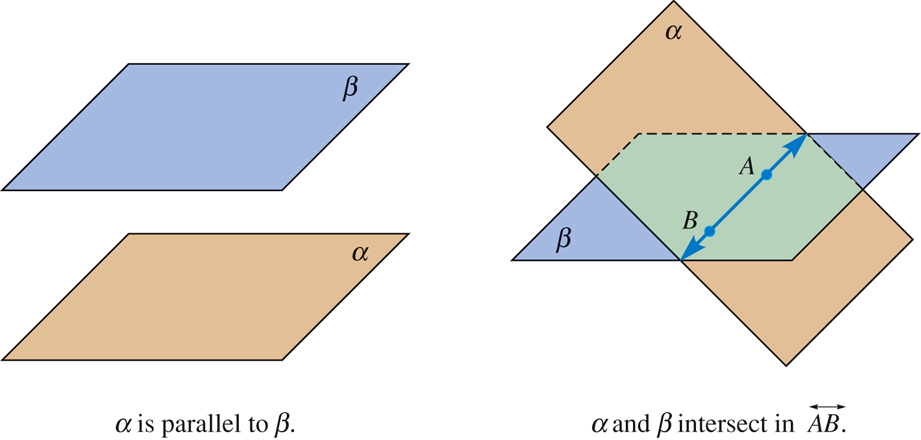 β
α
α is parallel to β.
α
A
B
β
α and β intersect in AB.